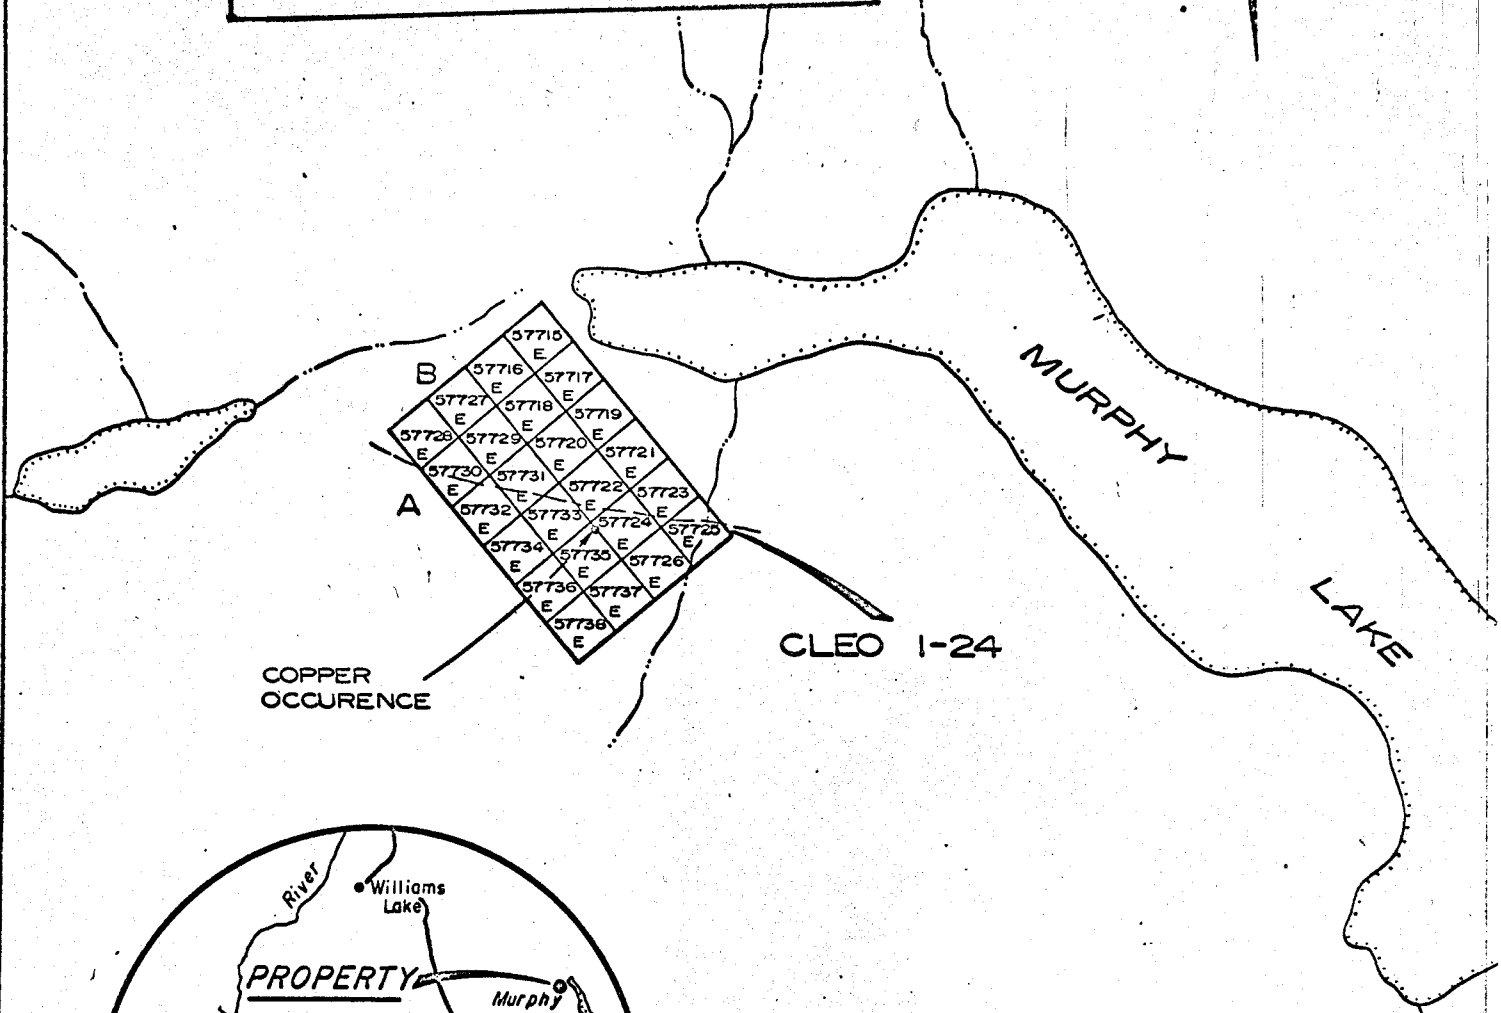 57715
E
57716
E
57717
E
B
57727
E
57718
E
57719
E
57728
E
57729
E
57720
E
57721
E
57730
E
57731
E
57722
E
57723
E
A
57732
E
57733
57724
E
57725
E
57734
E
57735
E
57726
E
57736
E
57737
E
57738
E
MURPHY
LAKE
CLEO 1-24
COPPER
OCCURENCE
River
Williams
Lake
PROPERTY
Murphy